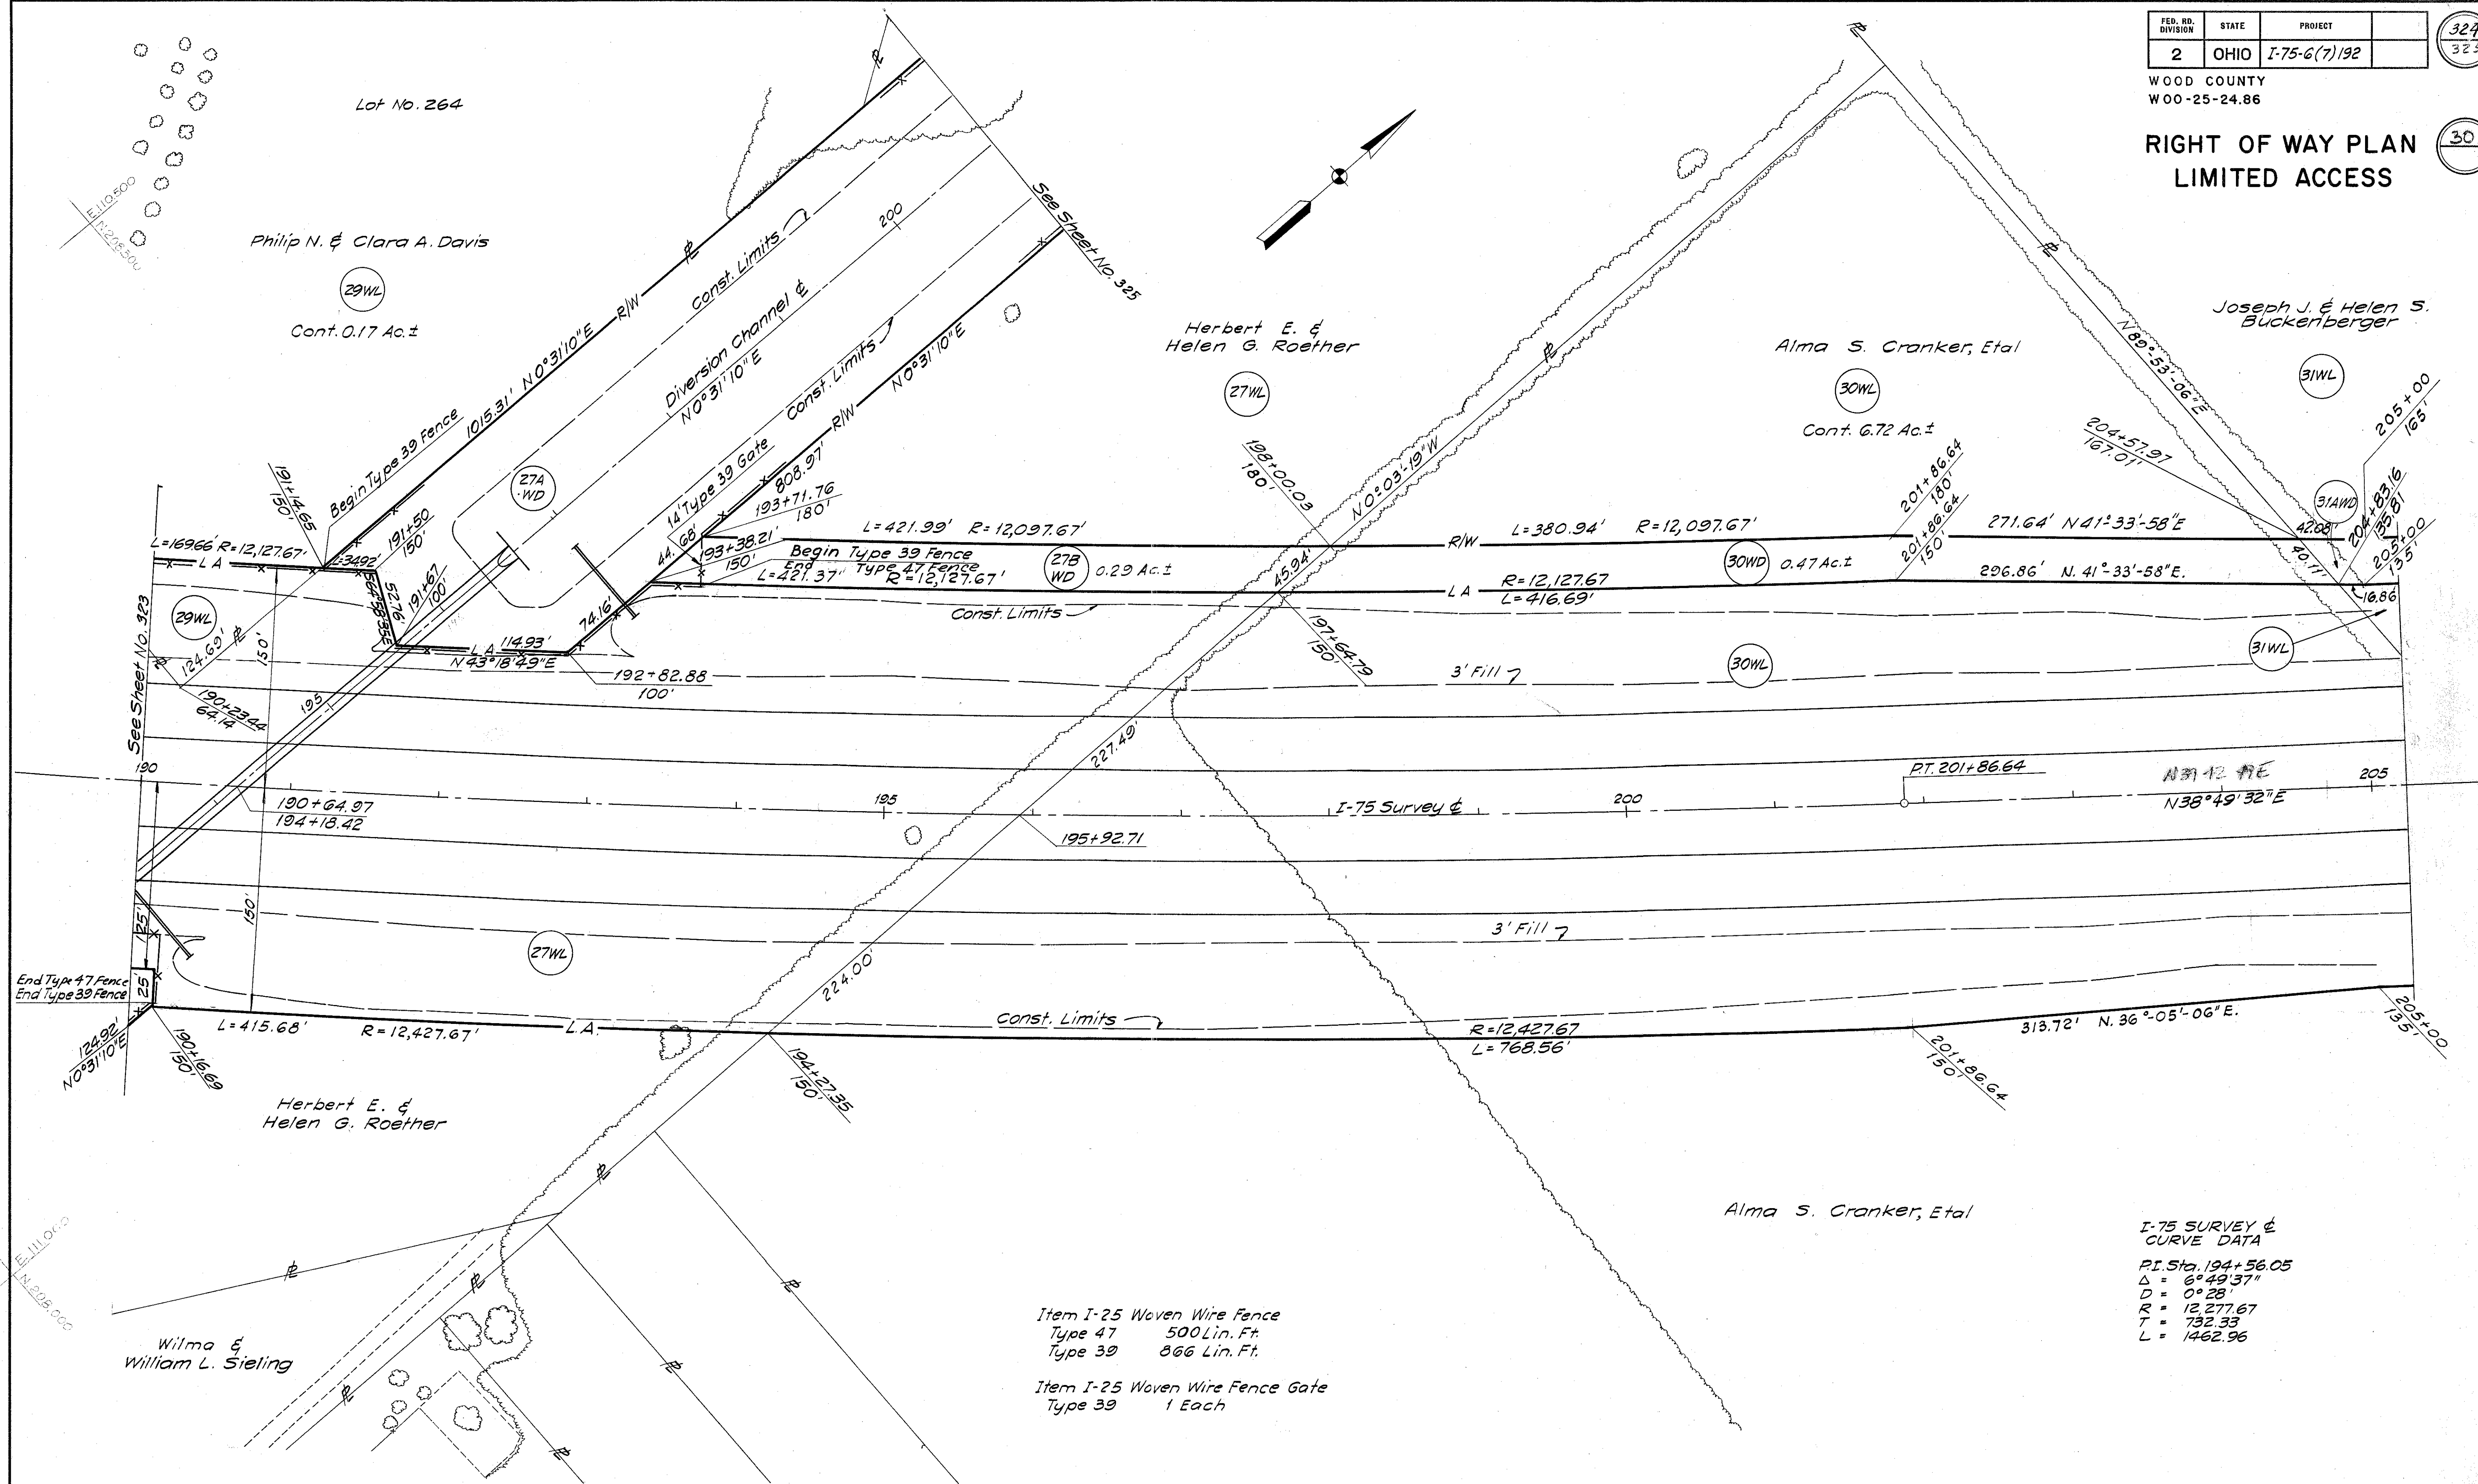 FED. RD. DIVISION STATE PROJECT
2 OHIO I-75-6(7)192
324
WOOD COUNTY
WOO-25-24.86
RIGHT OF WAY PLAN
LIMITED ACCESS
30
Lot No. 264
E.110.500
Philip N. & Clara A. Davis
29WL
Cont. 0.17 Ac.±
1015.31' N0°31'10"E R/W
Const. Limits
200
Diversion Channel ℄
N0°31'10"E
Const. Limits
R/W N0°31'10"E
See Sheet No. 325
Herbert E. &
Helen G. Roether
27WL
Alma S. Cranker, Etal
30WL
Cont. 6.72 Ac.±
Joseph J. & Helen S.
Buckenberger
31WL
N89°-53'-06"E
205+00
165'
204+57.97
167.01'
31AWD
42.08'
204+83.16
135.81
205+00
135'
40.11'
16.86
31WL
Begin Type 39 Fence
191+14.65
150'
191+50
150'
27A
WD
14' Type 39 Gate
808.97'
193+71.76
180'
44.68'
193+38.21'
150'
L=169.66' R=12,127.67'
LA
L=34.92'
52.76
191+67
100'
L=421.99' R=12,097.67'
Begin Type 39 Fence
End Type 47 Fence
L=421.37' R=12,127.67'
27B
WD
0.29 Ac.±
198+00.03
180'
N0°-03'-19"W
45.94'
R/W
L=380.94' R=12,097.67'
201+86.64
180'
201+86.64
150'
271.64' N41°-33'-58"E
30WD
0.47 Ac.±
296.86' N. 41°-33'-58"E.
LA
R=12,127.67
L=416.69'
Const. Limits
197+64.79
150'
29WL
See Sheet No. 323
124.69'
150'
190+23.44
64.14
195
LA 114.93'
N43°18'49"E
74.16'
192+82.88
100'
3' Fill
30WL
227.49'
190
190+64.97
194+18.42
195
I-75 Survey ℄
195+92.71
200
P.T. 201+86.64
N38°49'32"E
205
125'
150'
27WL
3' Fill
224.00'
End Type 47 Fence
End Type 39 Fence
25'
124.92'
N0°31'10"E
190+16.69
150'
L=415.68' R=12,427.67'
LA
Const. Limits
194+27.35
150'
R=12,427.67
L=768.56'
201+86.64
150'
313.72' N. 36°-05'-06"E.
205+00
135'
Herbert E. &
Helen G. Roether
Alma S. Cranker, Etal
E.111.000
N.208.000
Wilma &
William L. Sieling
Item I-25 Woven Wire Fence
Type 47 500 Lin. Ft.
Type 39 866 Lin. Ft.
Item I-25 Woven Wire Fence Gate
Type 39 1 Each
I-75 SURVEY ℄
CURVE DATA
P.I. Sta. 194+56.05
Δ = 6°49'37"
D = 0°28'
R = 12,277.67
T = 732.33
L = 1462.96